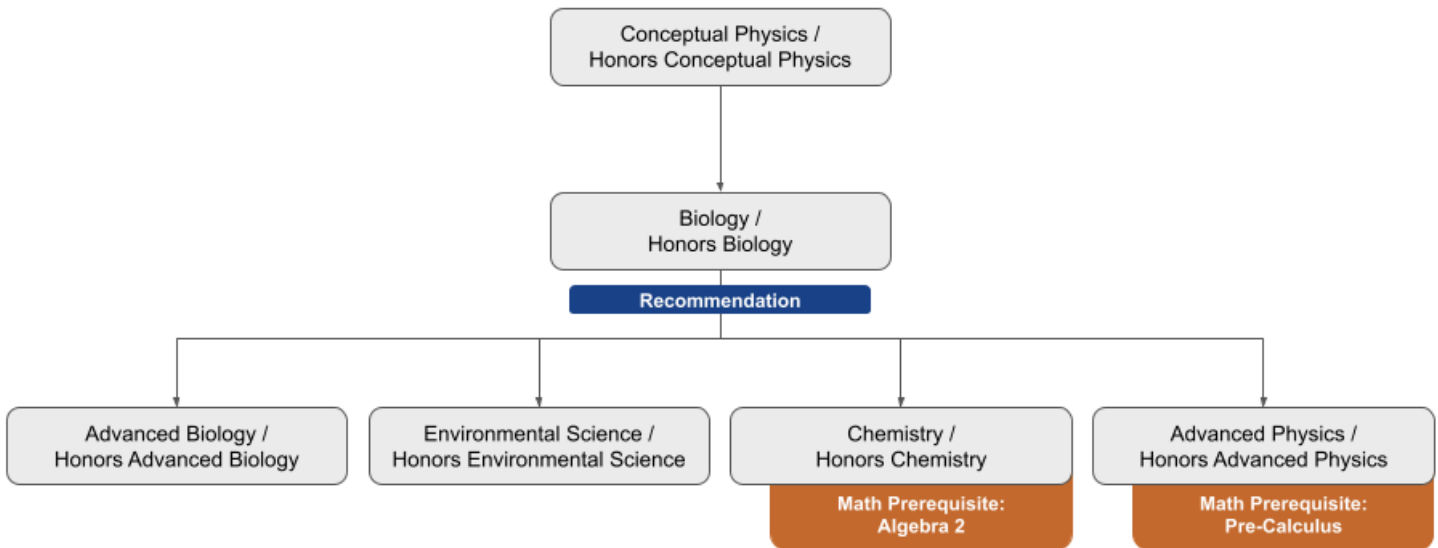 Conceptual Physics /
Honors Conceptual Physics
Biology /
Honors Biology
Recommendation
Advanced Biology /
Honors Advanced Biology
Environmental Science /
Honors Environmental Science
Chemistry /
Honors Chemistry
Math Prerequisite:
Algebra 2
Advanced Physics /
Honors Advanced Physics
Math Prerequisite:
Pre-Calculus